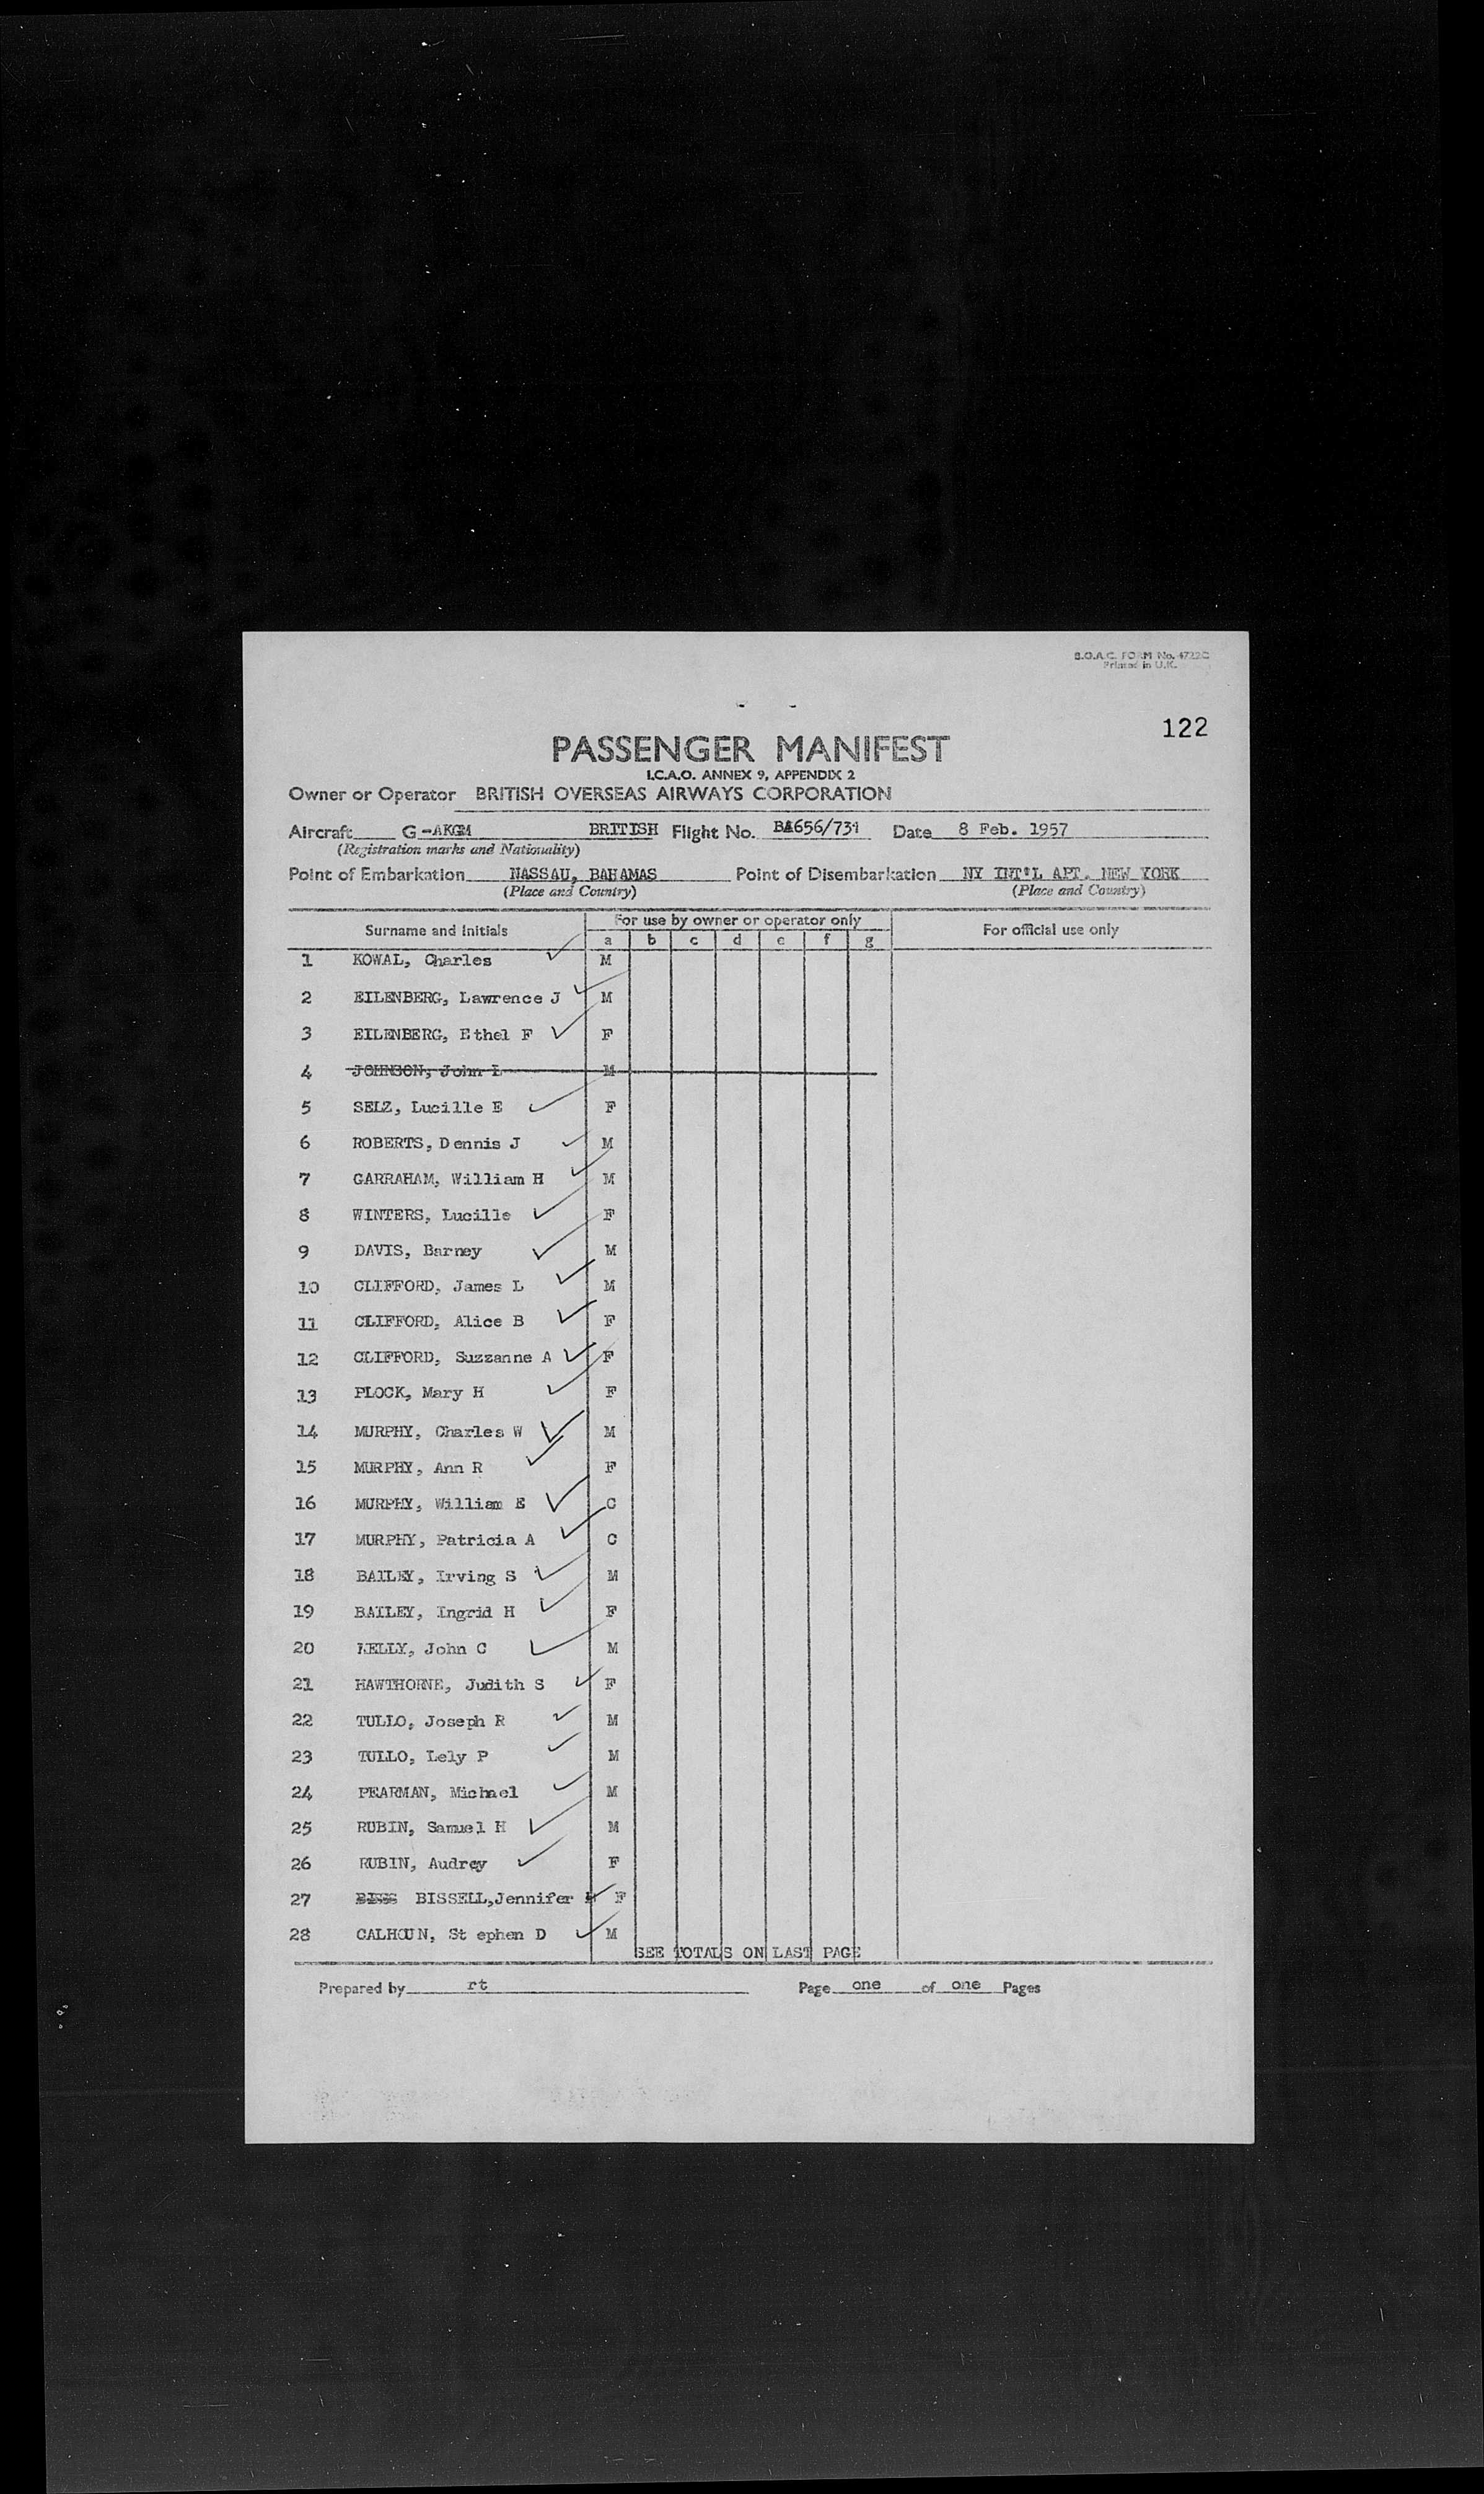 B.O.A.C. FORM No. 4722C
Printed in U.K.
122
PASSENGER MANIFEST
I.C.A.O. ANNEX 9, APPENDIX 2
Owner or Operator BRITISH OVERSEAS AIRWAYS CORPORATION
Aircraft G-AKGM BRITISH Flight No. BA656/731 Date 8 Feb. 1957
(Registration marks and Nationality)
Point of Embarkation NASSAU, BAHAMAS Point of Disembarkation NY INT'L APT. NEW YORK
(Place and Country) (Place and Country)
Surname and Initials For use by owner or operator only For official use only
a b c d e f g
1 KOWAL, Charles M
2 EILENBERG, Lawrence J M
3 EILENBERG, Ethel F F
4 JOHNSON, John L M
5 SELZ, Lucille E F
6 ROBERTS, Dennis J M
7 GARRAHAM, William H M
8 WINTERS, Lucille F
9 DAVIS, Barney M
10 CLIFFORD, James L M
11 CLIFFORD, Alice B F
12 CLIFFORD, Suzzanne A F
13 PLOCK, Mary H F
14 MURPHY, Charles W M
15 MURPHY, Ann R F
16 MURPHY, William E C
17 MURPHY, Patricia A C
18 BAILEY, Irving S M
19 BAILEY, Ingrid H F
20 KELLY, John C M
21 HAWTHORNE, Judith S F
22 TULLO, Joseph R M
23 TULLO, Lely P M
24 PEARMAN, Michael M
25 RUBIN, Samuel H M
26 RUBIN, Audrey F
27 BISSELL,Jennifer F
28 CALHOUN, St ephen D M
SEE TOTALS ON LAST PAGE
Prepared by rt Page one of one Pages